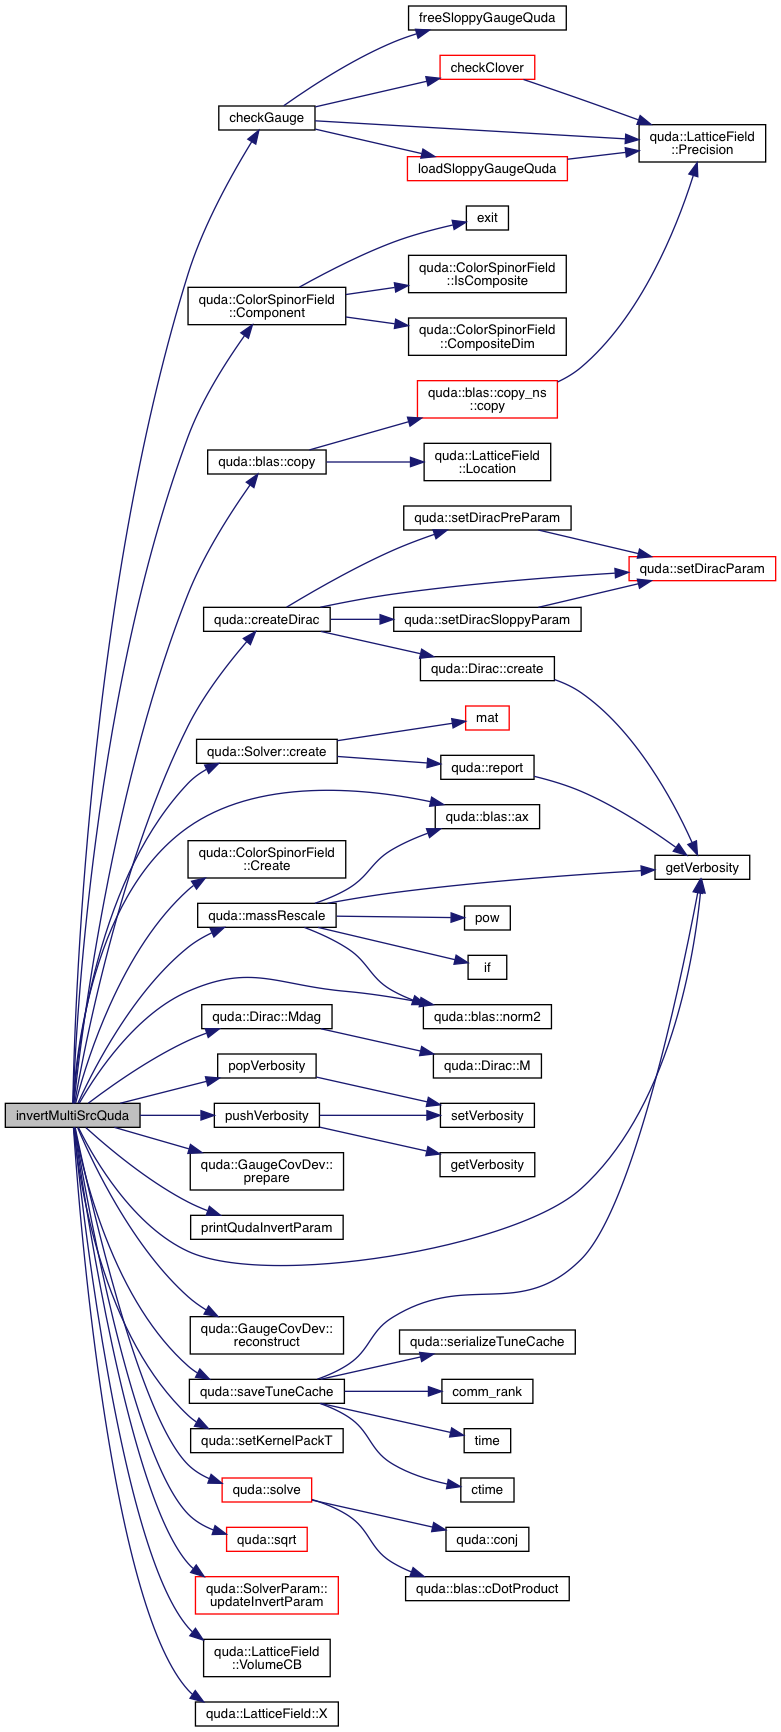 freeSloppyGaugeQuda
checkClover
checkGauge
quda::LatticeField
::Precision
loadSloppyGaugeQuda
exit
quda::ColorSpinorField
::IsComposite
quda::ColorSpinorField
::Component
quda::ColorSpinorField
::CompositeDim
quda::blas::copy_ns
::copy
quda::blas::copy
quda::LatticeField
::Location
quda::setDiracPreParam
quda::setDiracParam
quda::createDirac
quda::setDiracSloppyParam
quda::Dirac::create
mat
quda::Solver::create
quda::report
quda::blas::ax
quda::ColorSpinorField
::Create
getVerbosity
quda::massRescale
pow
if
quda::blas::norm2
quda::Dirac::Mdag
quda::Dirac::M
popVerbosity
invertMultiSrcQuda
pushVerbosity
setVerbosity
getVerbosity
quda::GaugeCovDev::
prepare
printQudaInvertParam
quda::GaugeCovDev::
reconstruct
quda::serializeTuneCache
quda::saveTuneCache
comm_rank
quda::setKernelPackT
time
quda::solve
ctime
quda::sqrt
quda::conj
quda::SolverParam::
updateInvertParam
quda::blas::cDotProduct
quda::LatticeField
::VolumeCB
quda::LatticeField::X